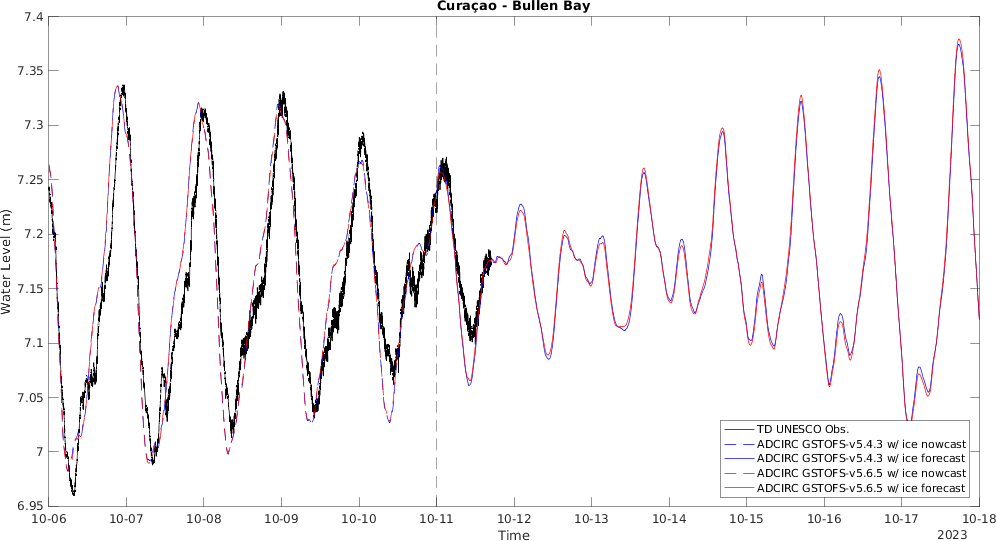 Curaçao - Bullen Bay
7.4
7.35
7.3
7.25
7.2
7.15
7.1
7.05
7
6.95
Water Level (m)
TD UNESCO Obs.
ADCIRC GSTOFS-v5.4.3 w/ ice nowcast
ADCIRC GSTOFS-v5.4.3 w/ ice forecast
ADCIRC GSTOFS-v5.6.5 w/ ice nowcast
ADCIRC GSTOFS-v5.6.5 w/ ice forecast
10-06 10-07 10-08 10-09 10-10 10-11 10-12 10-13 10-14 10-15 10-16 10-17 10-18
Time
2023